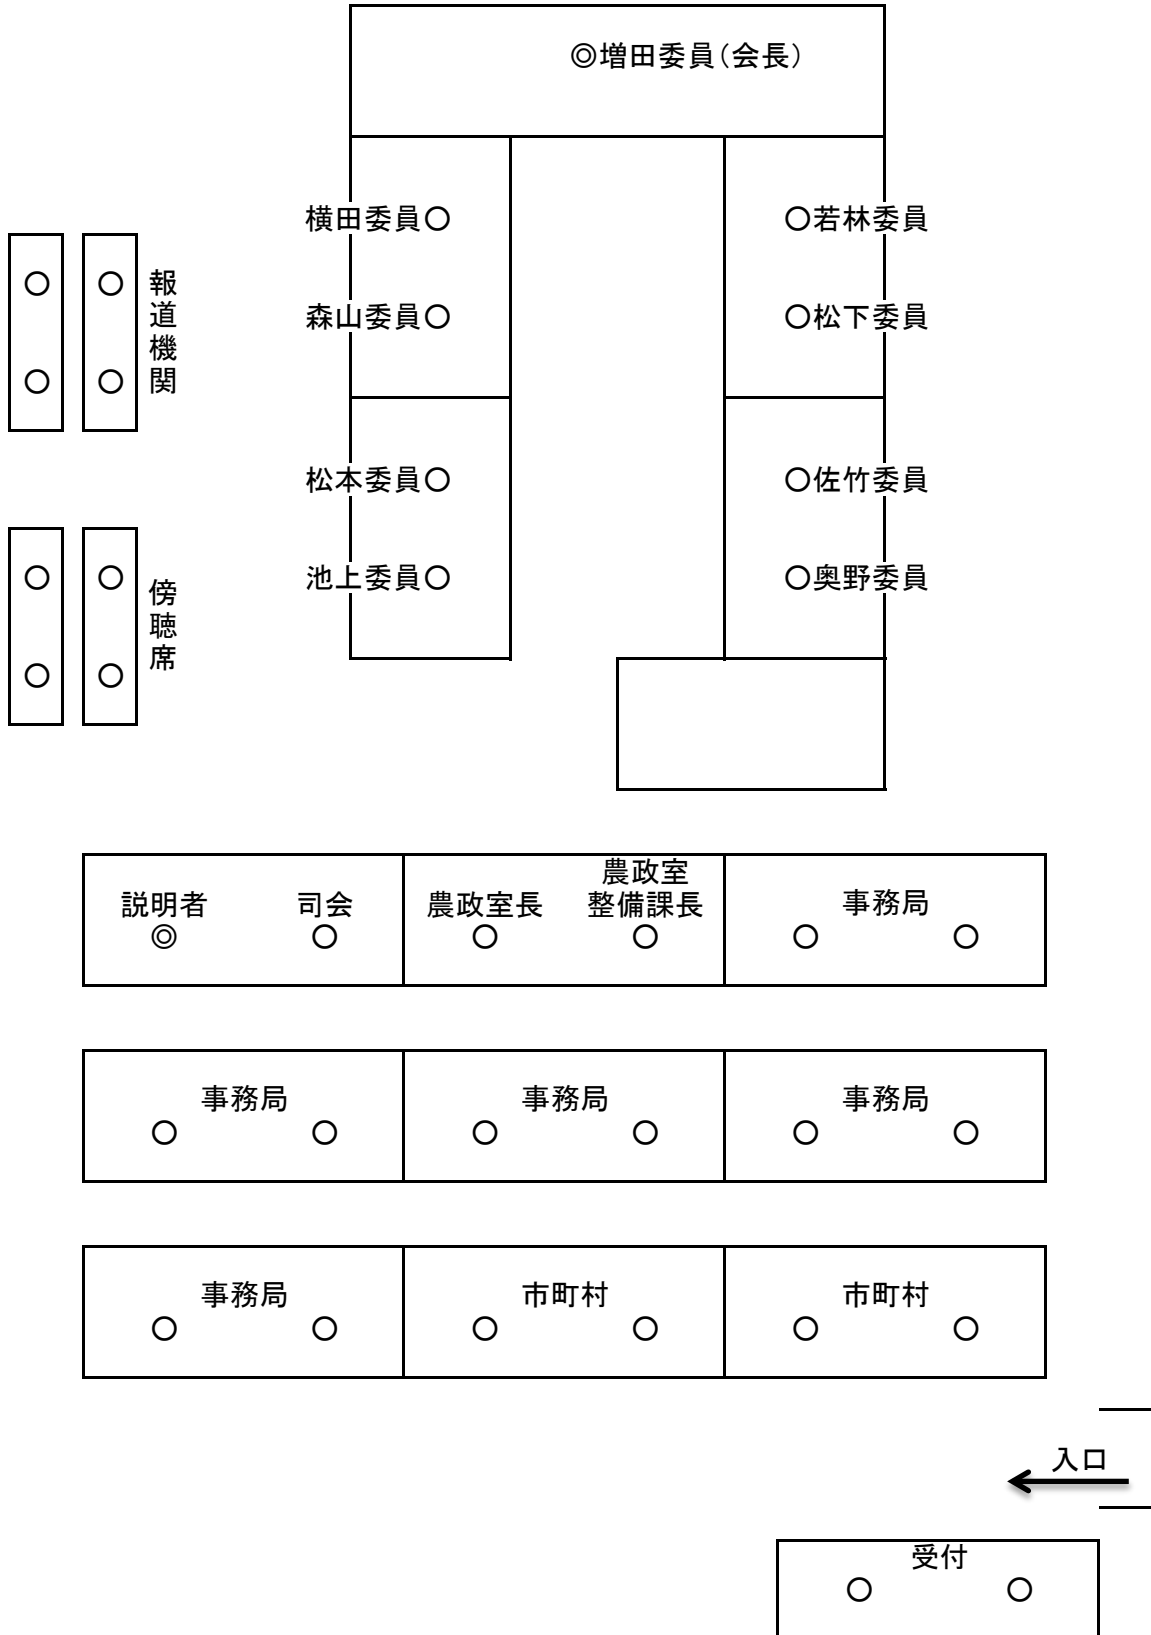 ◎増田委員(会長)
横田委員○
○若林委員
森山委員○
○松下委員
松本委員○
○佐竹委員
池上委員○
○奥野委員
報道機関
傍聴席
説明者
◎
司会
○
農政室長
○
農政室
整備課長
○
事務局
○ ○
事務局
○ ○
事務局
○ ○
事務局
○ ○
事務局
○ ○
市町村
○ ○
市町村
○ ○
入口
受付
○ ○